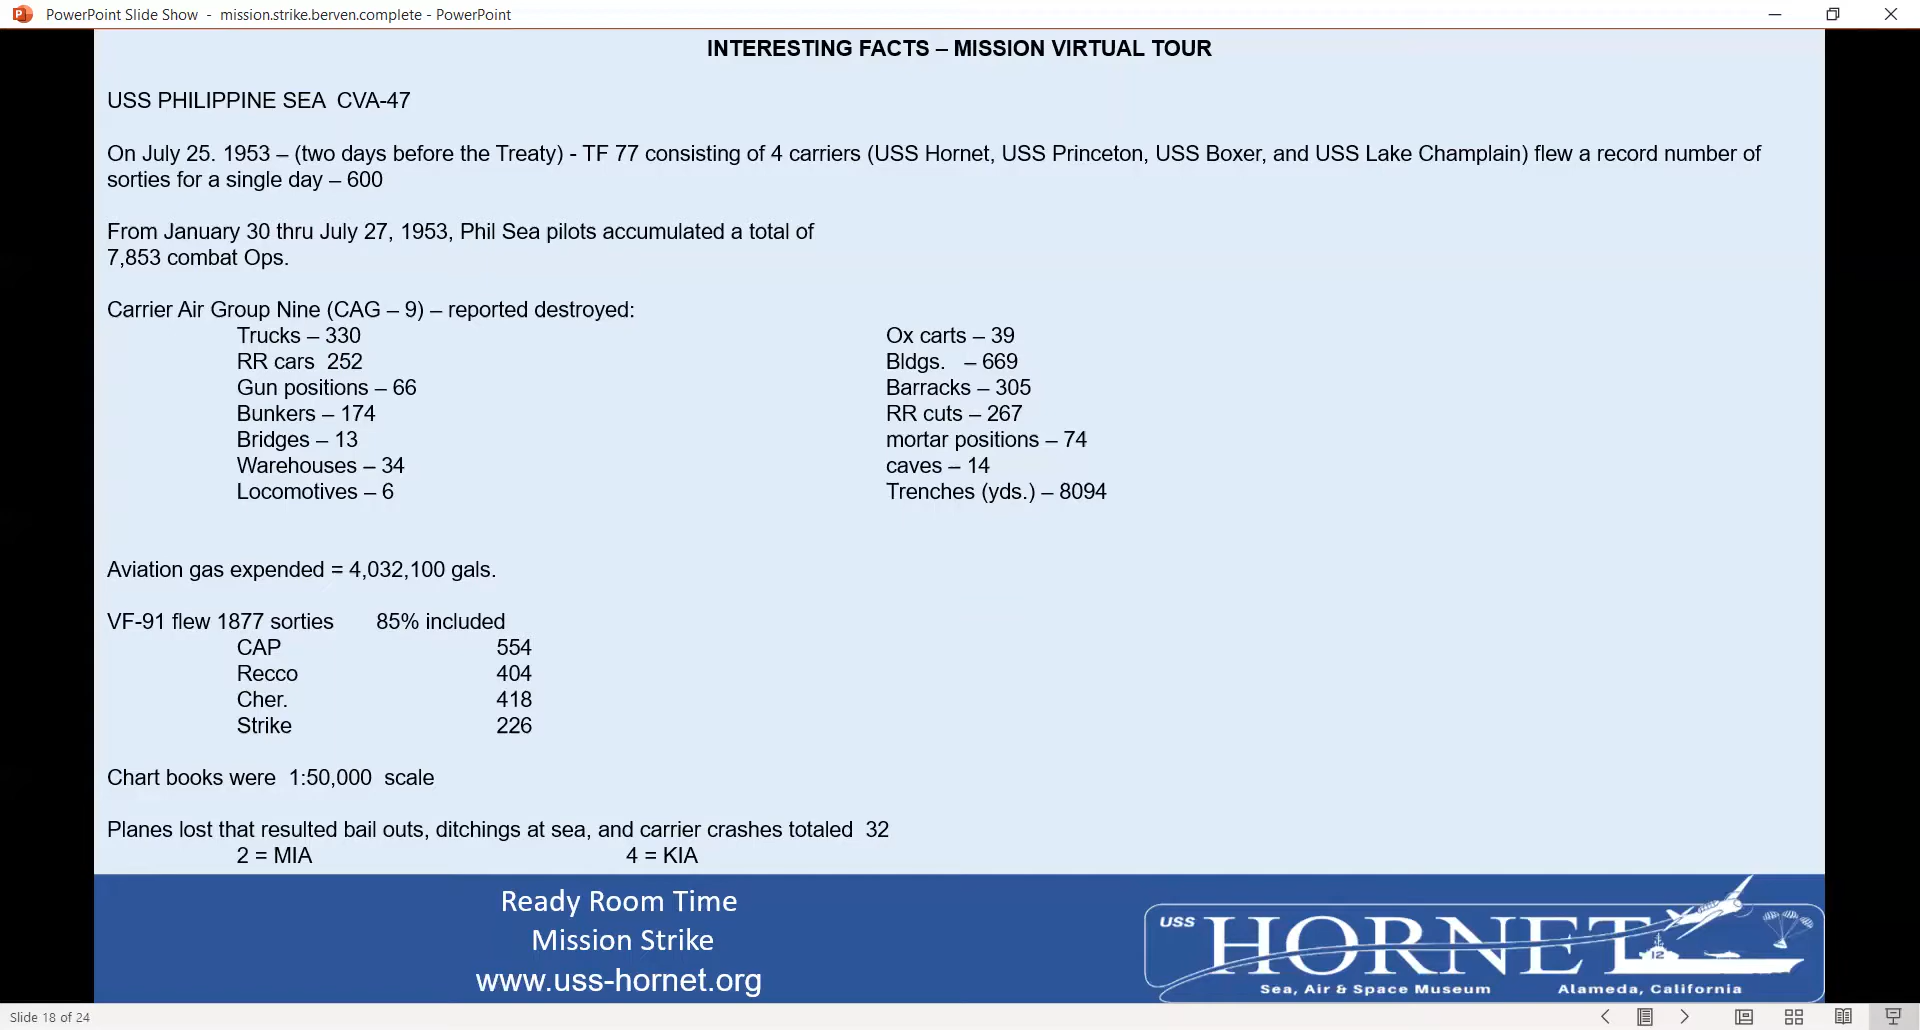 PowerPoint Slide Show - mission.strike.berven.complete - PowerPoint
INTERESTING FACTS – MISSION VIRTUAL TOUR
USS PHILIPPINE SEA CVA-47
On July 25. 1953 – (two days before the Treaty) - TF 77 consisting of 4 carriers (USS Hornet, USS Princeton, USS Boxer, and USS Lake Champlain) flew a record number of
sorties for a single day – 600
From January 30 thru July 27, 1953, Phil Sea pilots accumulated a total of
7,853 combat Ops.
Carrier Air Group Nine (CAG – 9) – reported destroyed:
Trucks – 330 Ox carts – 39
RR cars 252 Bldgs. – 669
Gun positions – 66 Barracks – 305
Bunkers – 174 RR cuts – 267
Bridges – 13 mortar positions – 74
Warehouses – 34 caves – 14
Locomotives – 6 Trenches (yds.) – 8094
Aviation gas expended = 4,032,100 gals.
VF-91 flew 1877 sorties 85% included
CAP 554
Recco 404
Cher. 418
Strike 226
Chart books were 1:50,000 scale
Planes lost that resulted bail outs, ditchings at sea, and carrier crashes totaled 32
2 = MIA 4 = KIA
Ready Room Time
Mission Strike
www.uss-hornet.org
USS HORNET
12
Sea, Air & Space Museum Alameda, California
Slide 18 of 24